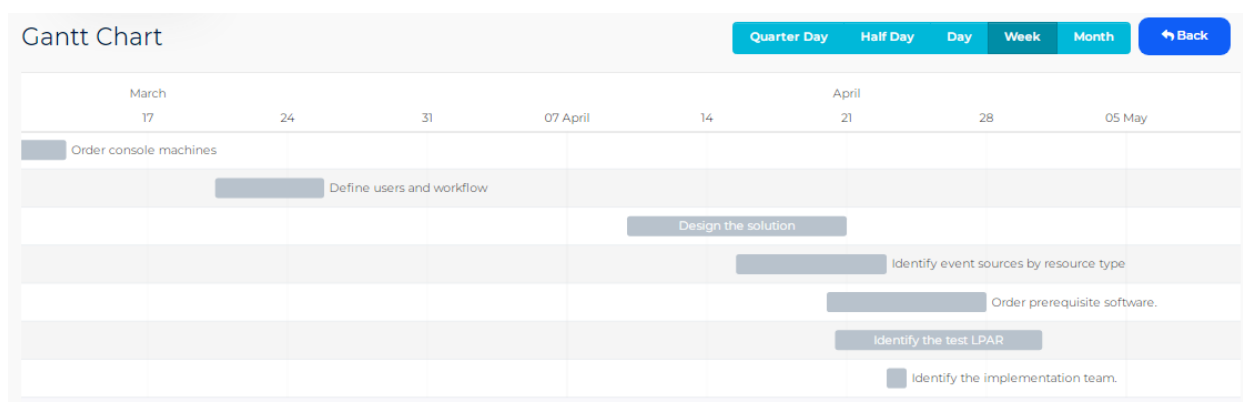 Gantt Chart
Quarter Day Half Day Day Week Month Back
March April
17 24 31 07 April 14 21 28 05 May
Order console machines
Define users and workflow
Design the solution
Identify event sources by resource type
Order prerequisite software.
Identify the test LPAR
Identify the implementation team.